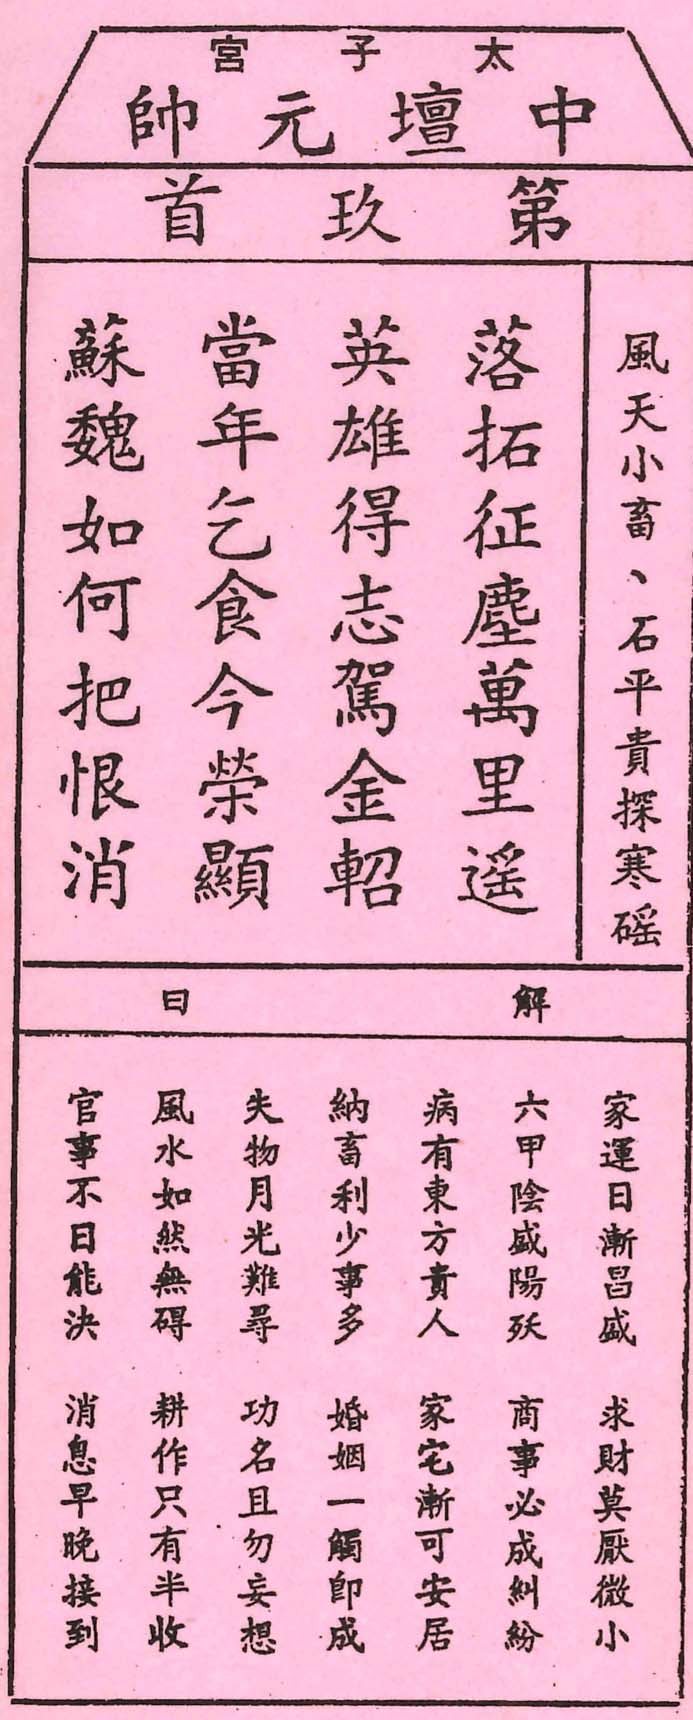 太子宮
中壇元帥
第玖首
風天小畜、石平貴探寒磘
落拓征塵萬里遥
英雄得志駕金軺
當年乞食今榮顯
蘇魏如何把恨消
解曰
家運日漸昌盛 求財莫厭微小
六甲陰盛陽殀 商事必成糾紛
病有東方貴人 家宅漸可安居
納畜利少事多 婚姻一觸即成
失物月光難尋 功名且勿妄想
風水如然無碍 耕作只有半收
官事不日能決 消息早晚接到